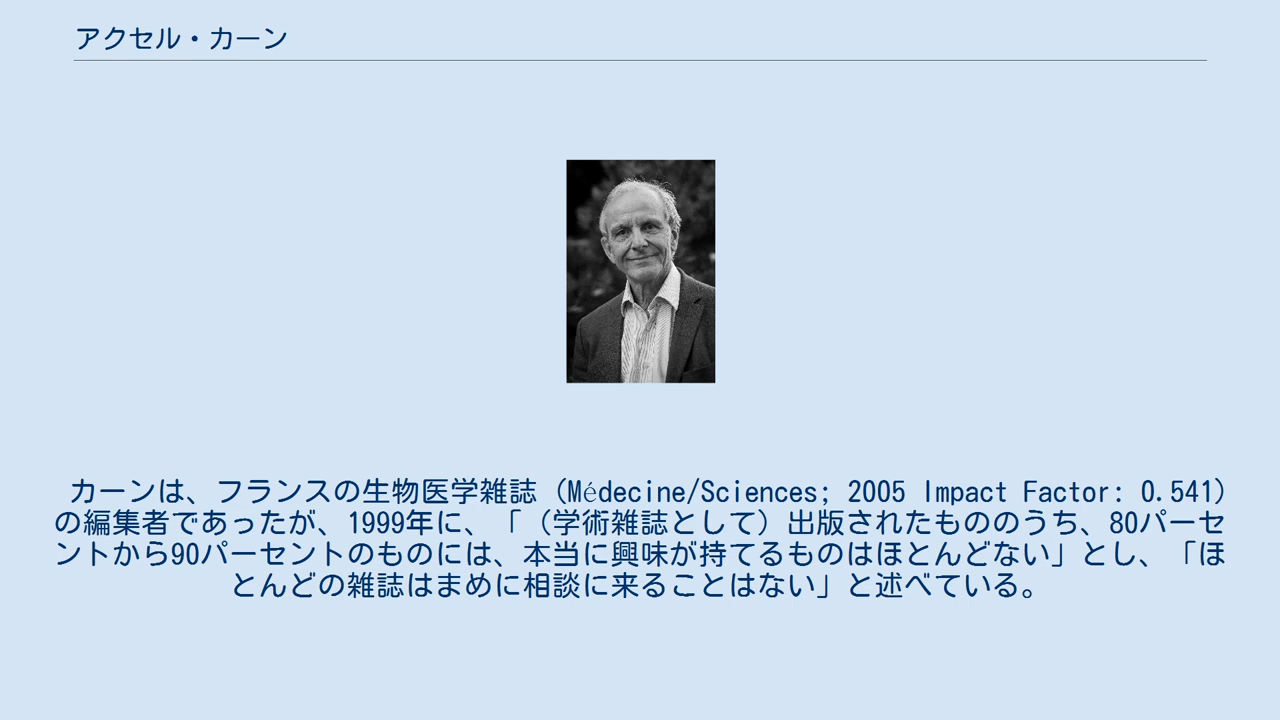 アクセル・カーン
カーンは、フランスの生物医学雑誌（Médecine/Sciences; 2005 Impact Factor: 0.541）
の編集者であったが、1999年に、「（学術雑誌として）出版されたもののうち、80パーセ
ントから90パーセントのものには、本当に興味が持てるものはほとんどない」とし、「ほ
とんどの雑誌はまめに相談に来ることはない」と述べている。